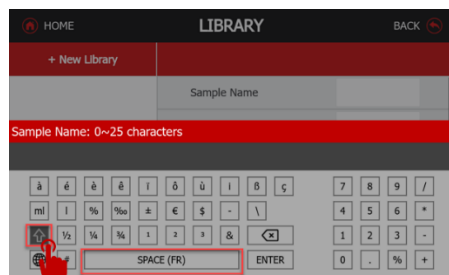 HOME LIBRARY BACK
+ New Library
Sample Name
Sample Name: 0~25 characters
à é è ê î ô ù ß ç 7 8 9 /
ml % ‰ ± € $ - \ 4 5 6 *
½ ¼ ¾ ¹ ² ³ & 1 2 3 -
# SPACE (FR) ENTER 0 . % +